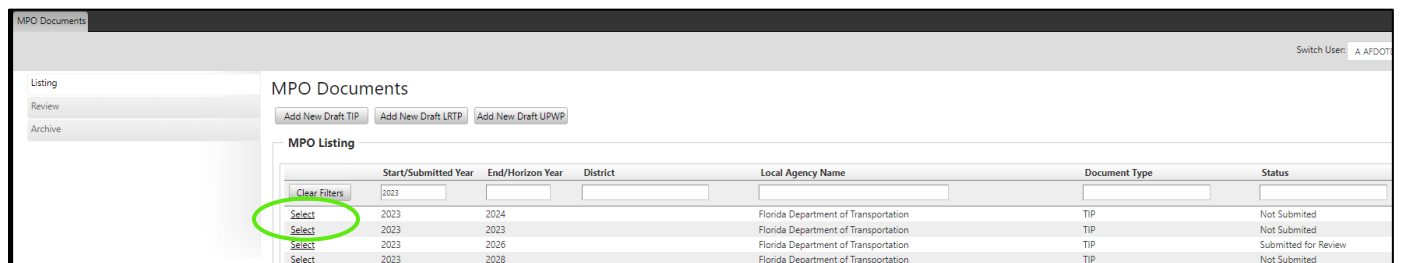 MPO Documents
Switch User: A AFDOTI
Listing
Review
Archive
MPO Documents
Add New Draft TIP Add New Draft LRTP Add New Draft UPWP
MPO Listing
Start/Submitted Year End/Horizon Year District Local Agency Name Document Type Status
Clear Filters 2023
Select 2023 2024 Florida Department of Transportation TIP Not Submited
Select 2023 2023 Florida Department of Transportation TIP Not Submited
Select 2023 2026 Florida Department of Transportation TIP Submitted for Review
Select 2023 2028 Florida Department of Transportation TIP Not Submited